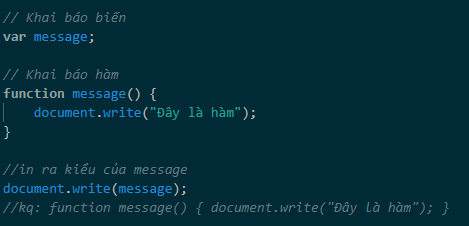 // Khai báo biến
var message;
// Khai báo hàm
function message() {
document.write("Đây là hàm");
}
//in ra kiểu của message
document.write(message);
//kq: function message() { document.write("Đây là hàm"); }